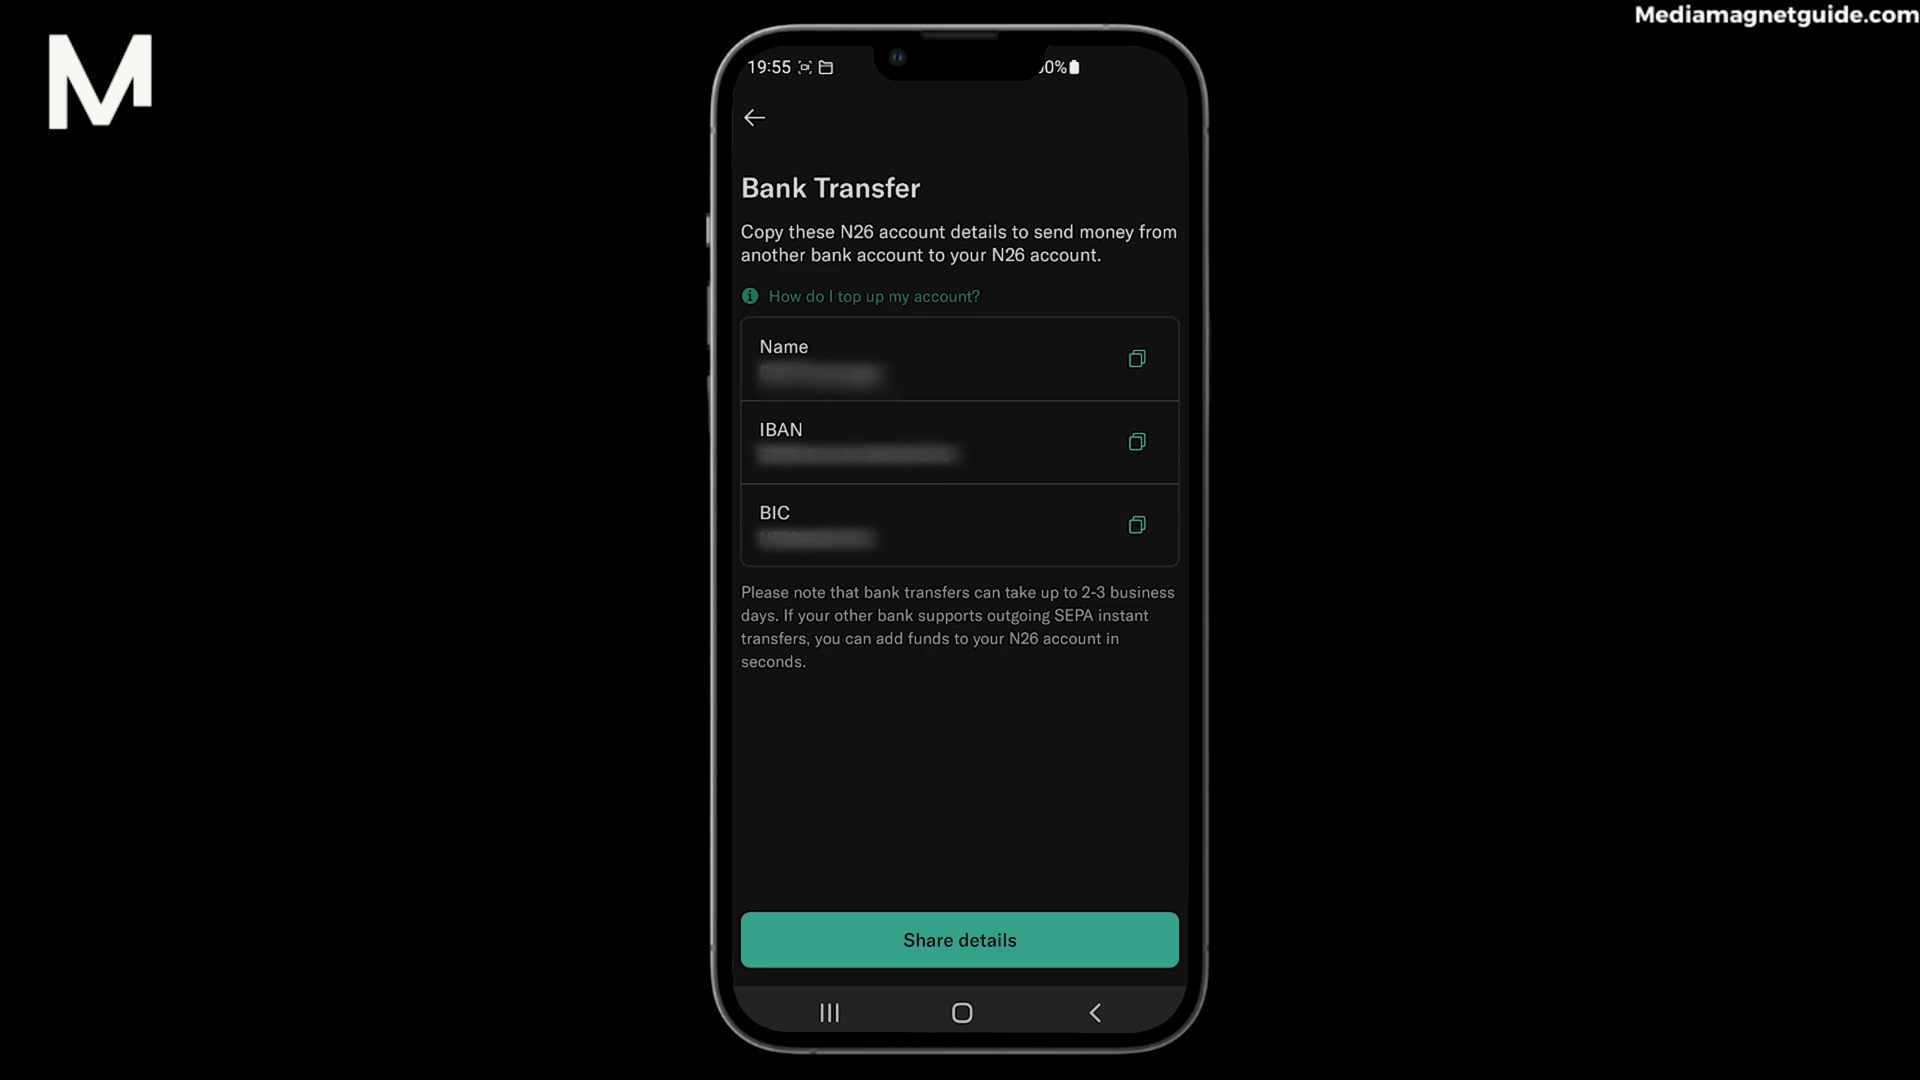 Mediamagnetguide.com
M
19:55
0%
Bank Transfer
Copy these N26 account details to send money from
another bank account to your N26 account.
How do I top up my account?
Name
IBAN
BIC
Please note that bank transfers can take up to 2-3 business
days. If your other bank supports outgoing SEPA instant
transfers, you can add funds to your N26 account in
seconds.
Share details